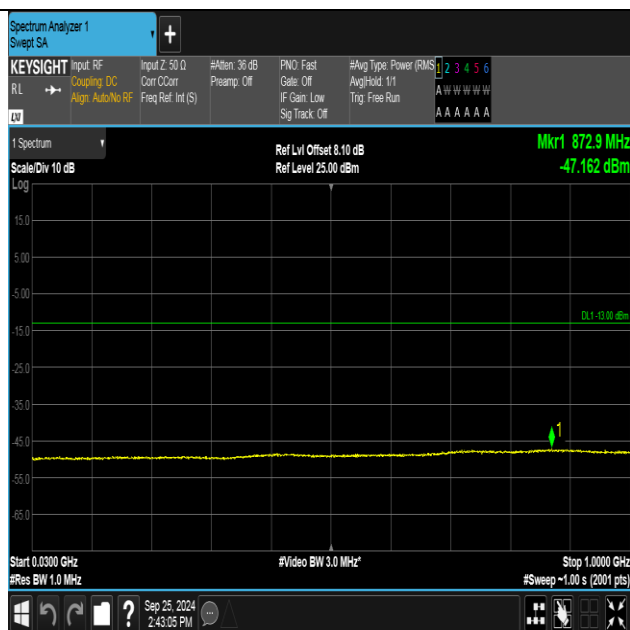 Spectrum Analyzer 1
Swept SA
+
KEYSIGHT Input: RF Input Z: 50 Ω #Atten: 36 dB PNO: Fast #Avg Type: Power (RMS 1 2 3 4 5 6
RL Coupling: DC Corr CCorr Preamp: Off Gate: Off Avg|Hold: 1/1 A W W W W W
Align: Auto/No RF Freq Ref: Int (S) IF Gain: Low Trig: Free Run
LXI Sig Track: Off A A A A A A
1 Spectrum Ref Lvl Offset 8.10 dB Mkr1 872.9 MHz
Scale/Div 10 dB Ref Level 25.00 dBm -47.162 dBm
Log
15.0
5.00
-5.00
DL1 -13.00 dBm
-15.0
-25.0
-35.0
1
-45.0
-55.0
-65.0
Start 0.0300 GHz #Video BW 3.0 MHz* Stop 1.0000 GHz
#Res BW 1.0 MHz #Sweep ~1.00 s (2001 pts)
? Sep 25, 2024
2:43:05 PM